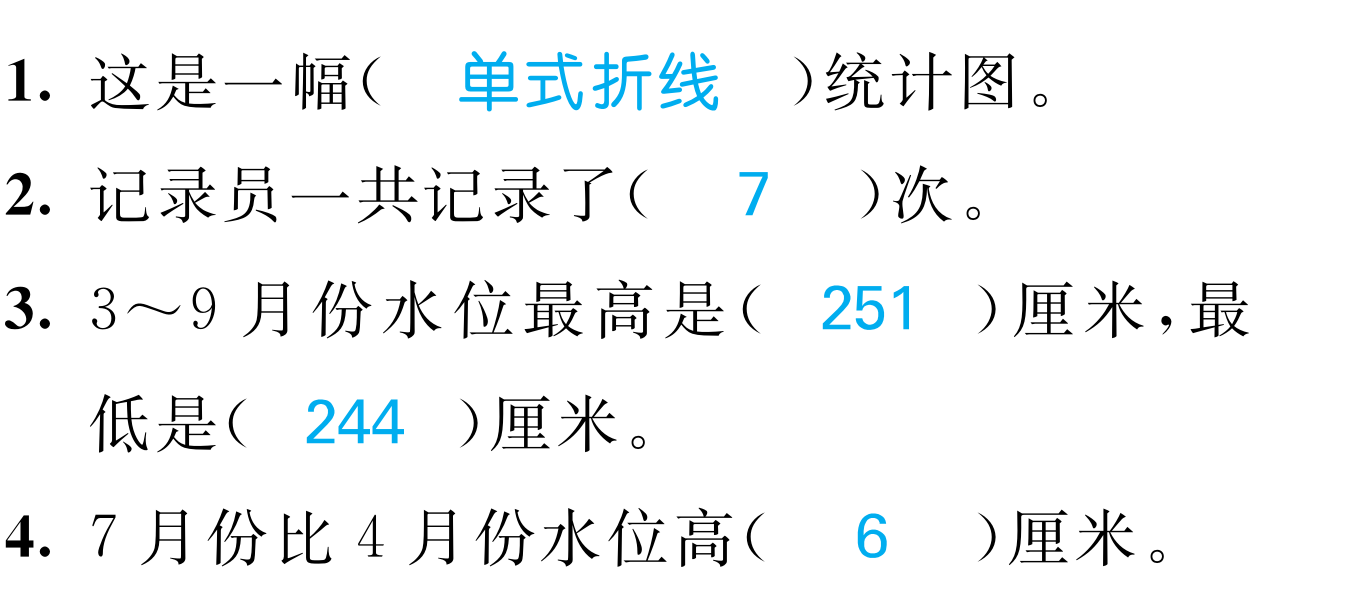 1. 这是一幅( 单式折线 )统计图。
2. 记录员一共记录了( 7 )次。
3. 3～9 月份水位最高是( 251 )厘米,最
低是( 244 )厘米。
4. 7 月份比 4 月份水位高( 6 )厘米。